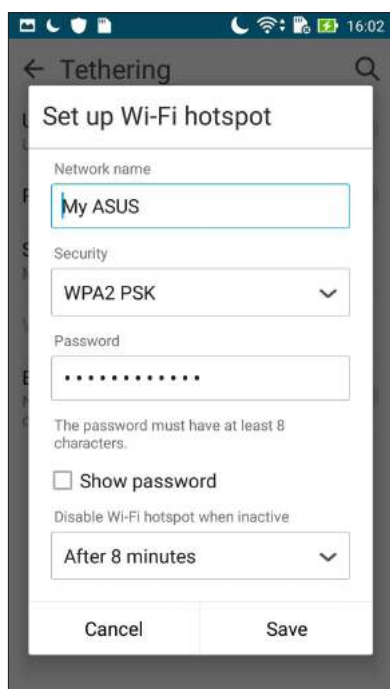 16:02
Tethering
Set up Wi-Fi hotspot
Network name
My ASUS
Security
WPA2 PSK
Password
••••••••••••
The password must have at least 8
characters.
Show password
Disable Wi-Fi hotspot when inactive
After 8 minutes
Cancel Save